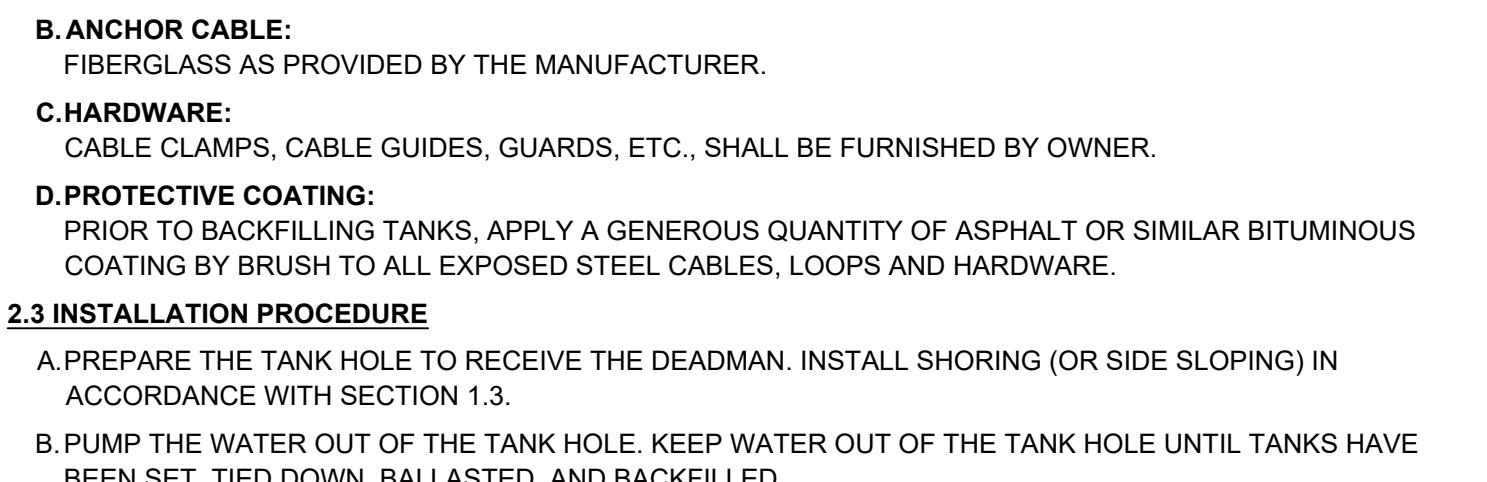 B. ANCHOR CABLE:
FIBERGLASS AS PROVIDED BY THE MANUFACTURER.
C. HARDWARE:
CABLE CLAMPS, CABLE GUIDES, GUARDS, ETC., SHALL BE FURNISHED BY OWNER.
D. PROTECTIVE COATING:
PRIOR TO BACKFILLING TANKS, APPLY A GENEROUS QUANTITY OF ASPHALT OR SIMILAR BITUMINOUS
COATING BY BRUSH TO ALL EXPOSED STEEL CABLES, LOOPS AND HARDWARE.
2.3 INSTALLATION PROCEDURE
A. PREPARE THE TANK HOLE TO RECEIVE THE DEADMAN. INSTALL SHORING (OR SIDE SLOPING) IN
ACCORDANCE WITH SECTION 1.3.
B. PUMP THE WATER OUT OF THE TANK HOLE. KEEP WATER OUT OF THE TANK HOLE UNTIL TANKS HAVE
BEEN SET, TIED DOWN, BALLASTED, AND BACKFILLED.